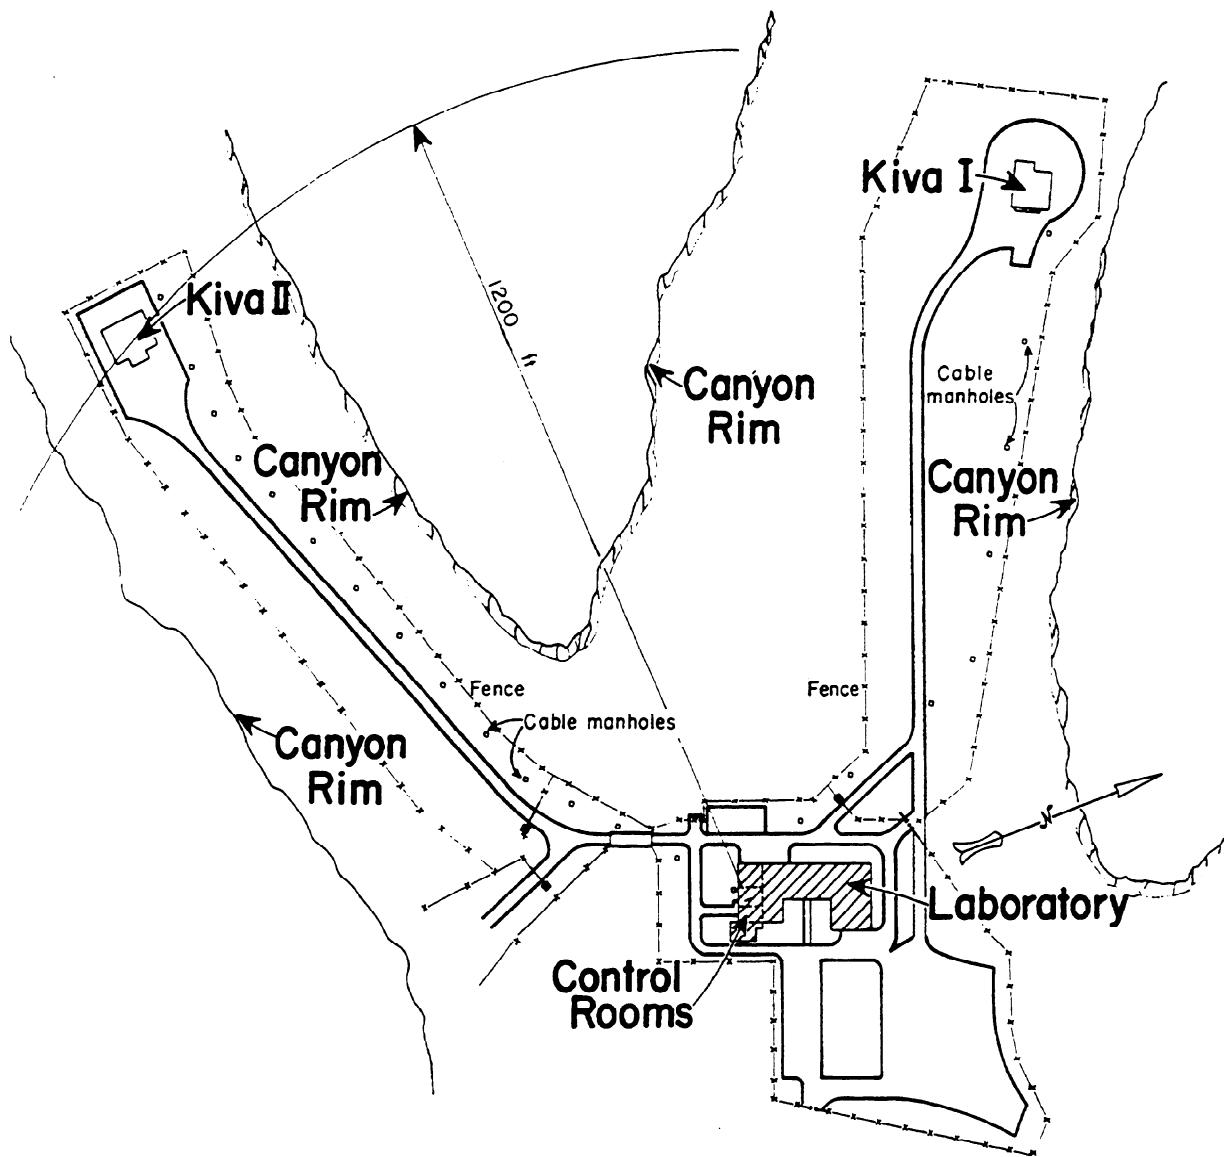 Kiva I
Kiva II
1200 ft
Canyon
Rim
Cable
manholes
Canyon
Rim
Canyon
Rim
Fence
Fence
Cable manholes
Canyon
Rim
N
Laboratory
Control
Rooms